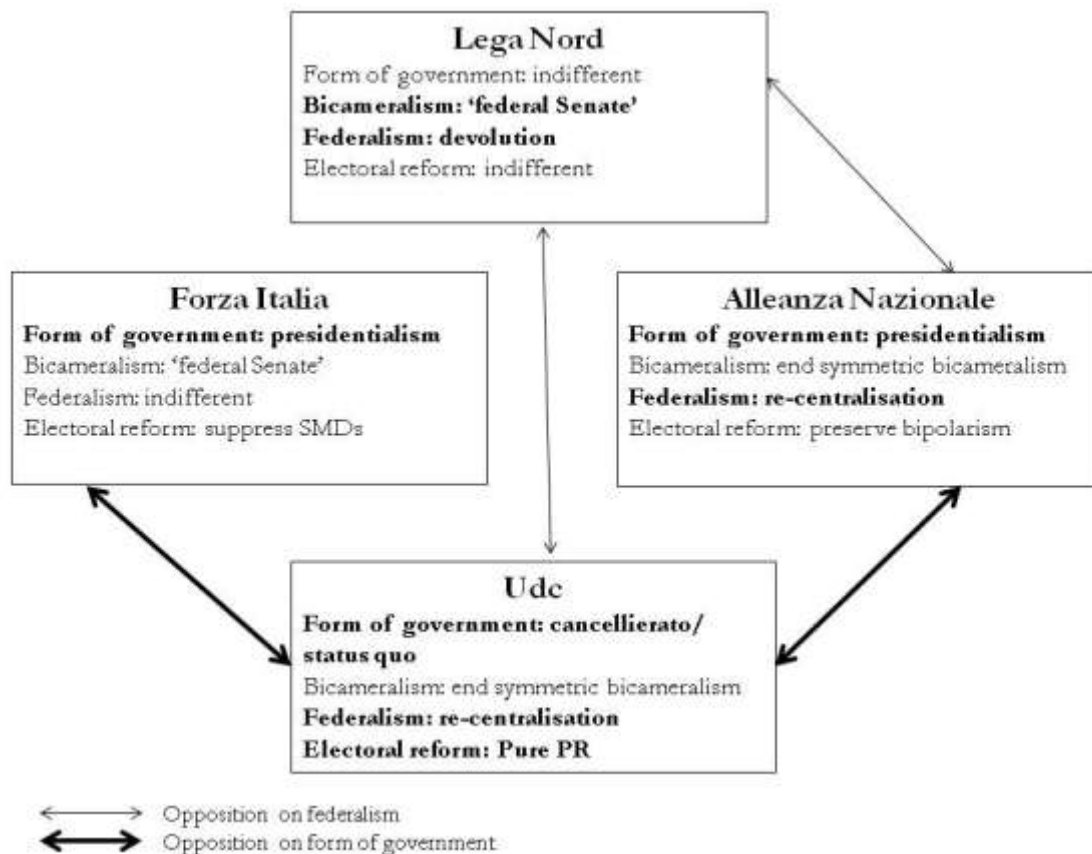 Lega Nord
Form of government: indifferent
Bicameralism: ‘federal Senate’
Federalism: devolution
Electoral reform: indifferent
Forza Italia
Form of government: presidentialism
Bicameralism: ‘federal Senate’
Federalism: indifferent
Electoral reform: suppress SMDs
Alleanza Nazionale
Form of government: presidentialism
Bicameralism: end symmetric bicameralism
Federalism: re-centralisation
Electoral reform: preserve bipolarism
Udc
Form of government: cancellierato/
status quo
Bicameralism: end symmetric bicameralism
Federalism: re-centralisation
Electoral reform: Pure PR
Opposition on federalism
Opposition on form of government